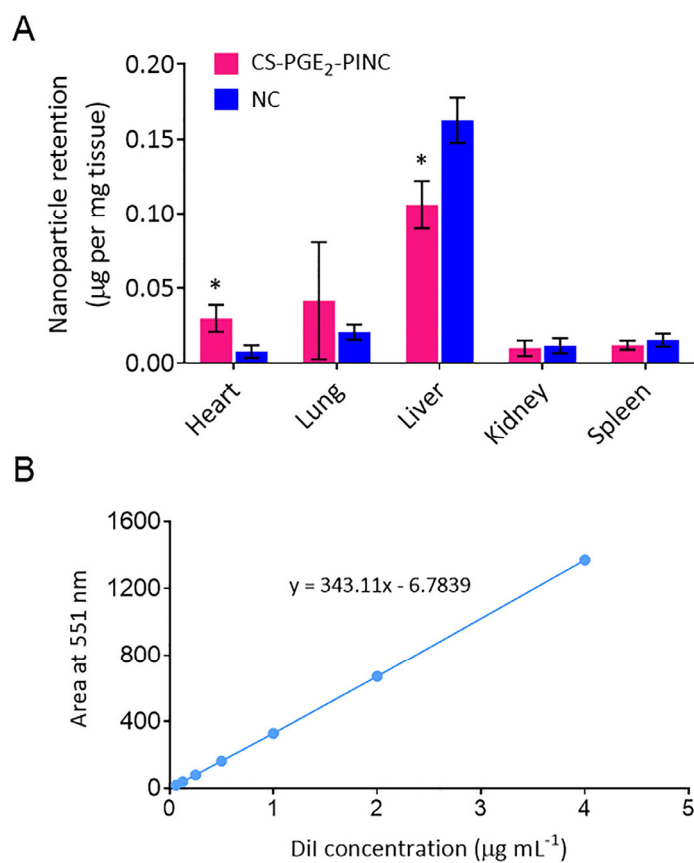 A
CS-PGE₂-PINC
NC
Nanoparticle retention
(µg per mg tissue)
0.20
0.15
0.10
0.05
0.00
*
*
Heart
Lung
Liver
Kidney
Spleen
B
Area at 551 nm
1600
1200
800
400
0
y = 343.11x - 6.7839
0
1
2
3
4
5
DiI concentration (µg mL⁻¹)